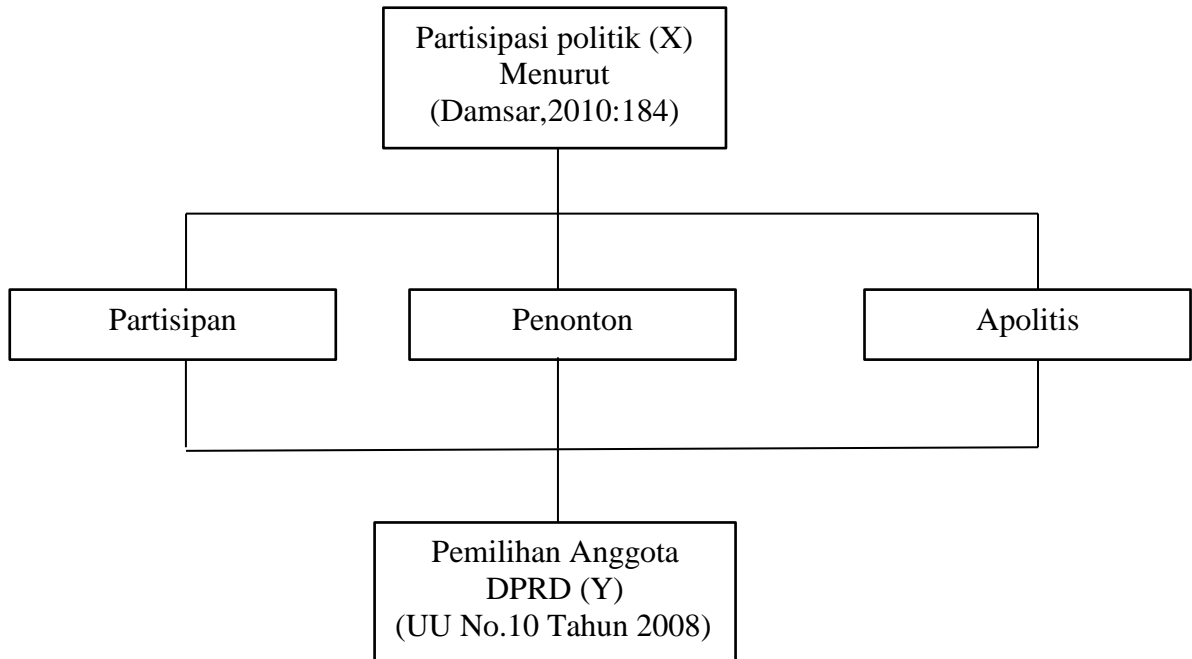 Partisipasi politik (X)
Menurut
(Damsar,2010:184)
Partisipan
Penonton
Apolitis
Pemilihan Anggota
DPRD (Y)
(UU No.10 Tahun 2008)